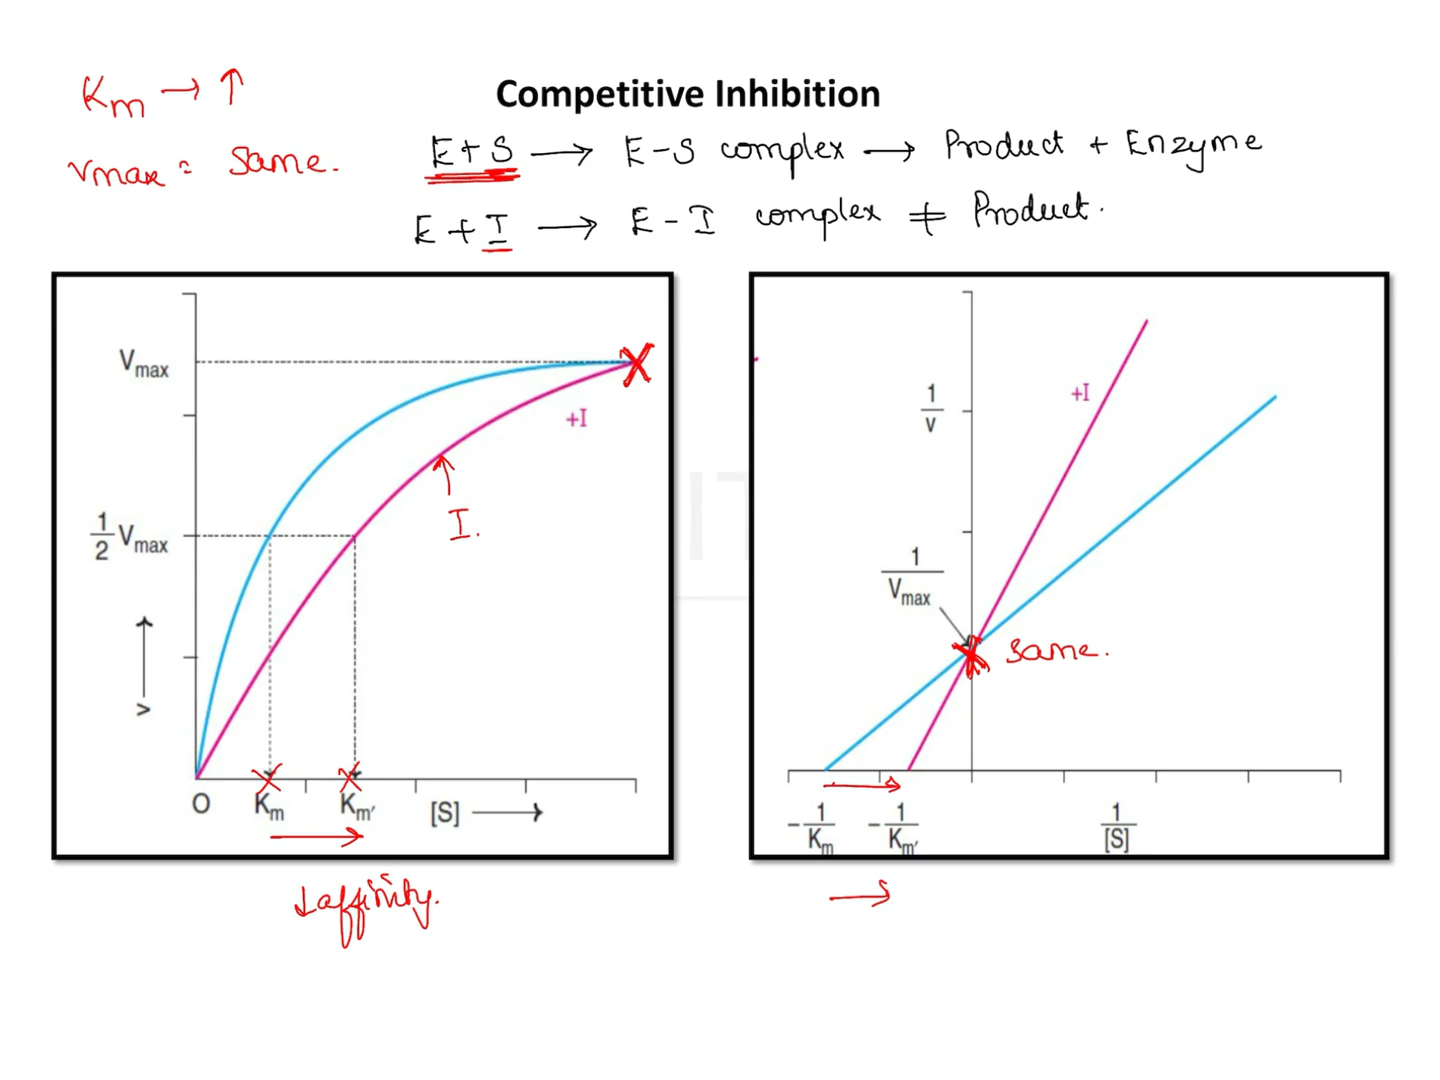 Km → ↑
Competitive Inhibition
Vmax = Same.
E + S → E - S complex → Product + Enzyme
E + I → E - I complex ≠ Product.
Vmax
+I
I.
1/2 Vmax
v →
O Km Km' [S] →
↓affinity.
+I
1/v
1/Vmax
Same.
-1/Km -1/Km' 1/[S]